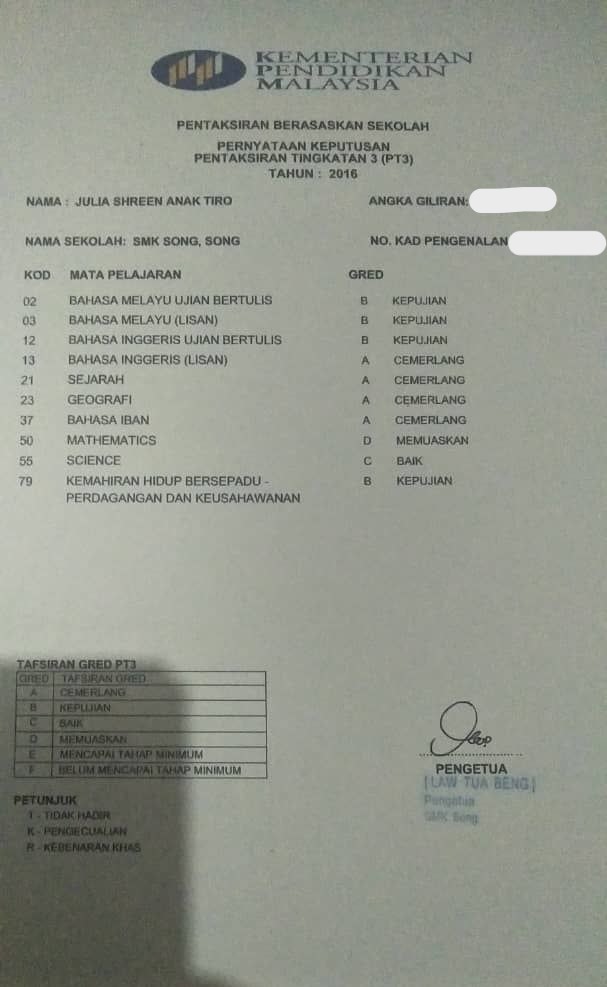 KEMENTERIAN
PENDIDIKAN
MALAYSIA
PENTAKSIRAN BERASASKAN SEKOLAH
PERNYATAAN KEPUTUSAN
PENTAKSIRAN TINGKATAN 3 (PT3)
TAHUN : 2016
NAMA : JULIA SHREEN ANAK TIRO ANGKA GILIRAN:
NAMA SEKOLAH: SMK SONG, SONG NO. KAD PENGENALAN
KOD MATA PELAJARAN GRED
02 BAHASA MELAYU UJIAN BERTULIS B KEPUJIAN
03 BAHASA MELAYU (LISAN) B KEPUJIAN
12 BAHASA INGGERIS UJIAN BERTULIS B KEPUJIAN
13 BAHASA INGGERIS (LISAN) A CEMERLANG
21 SEJARAH A CEMERLANG
23 GEOGRAFI A CEMERLANG
37 BAHASA IBAN A CEMERLANG
50 MATHEMATICS D MEMUASKAN
55 SCIENCE C BAIK
79 KEMAHIRAN HIDUP BERSEPADU - B KEPUJIAN
PERDAGANGAN DAN KEUSAHAWANAN
TAFSIRAN GRED PT3
GRED TAFSIRAN GRED
A CEMERLANG
B KEPUJIAN
C BAIK
D MEMUASKAN
E MENCAPAI TAHAP MINIMUM
F BELUM MENCAPAI TAHAP MINIMUM
PETUNJUK
T - TIDAK HADIR
K - PENGECUALIAN
R - KEBENARAN KHAS
PENGETUA
[LAW TUA BENG]
Pengetua
SMK Song